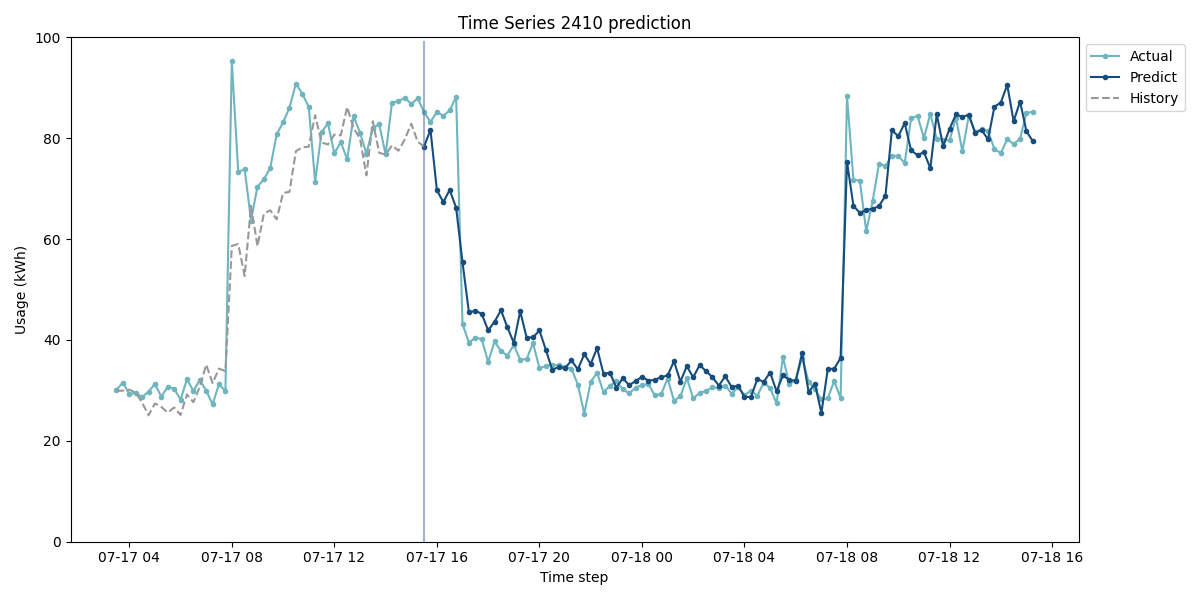 Time Series 2410 prediction
Usage (kWh)
100
80
60
40
20
0
07-17 04
07-17 08
07-17 12
07-17 16
07-17 20
07-18 00
07-18 04
07-18 08
07-18 12
07-18 16
Time step
Actual
Predict
History